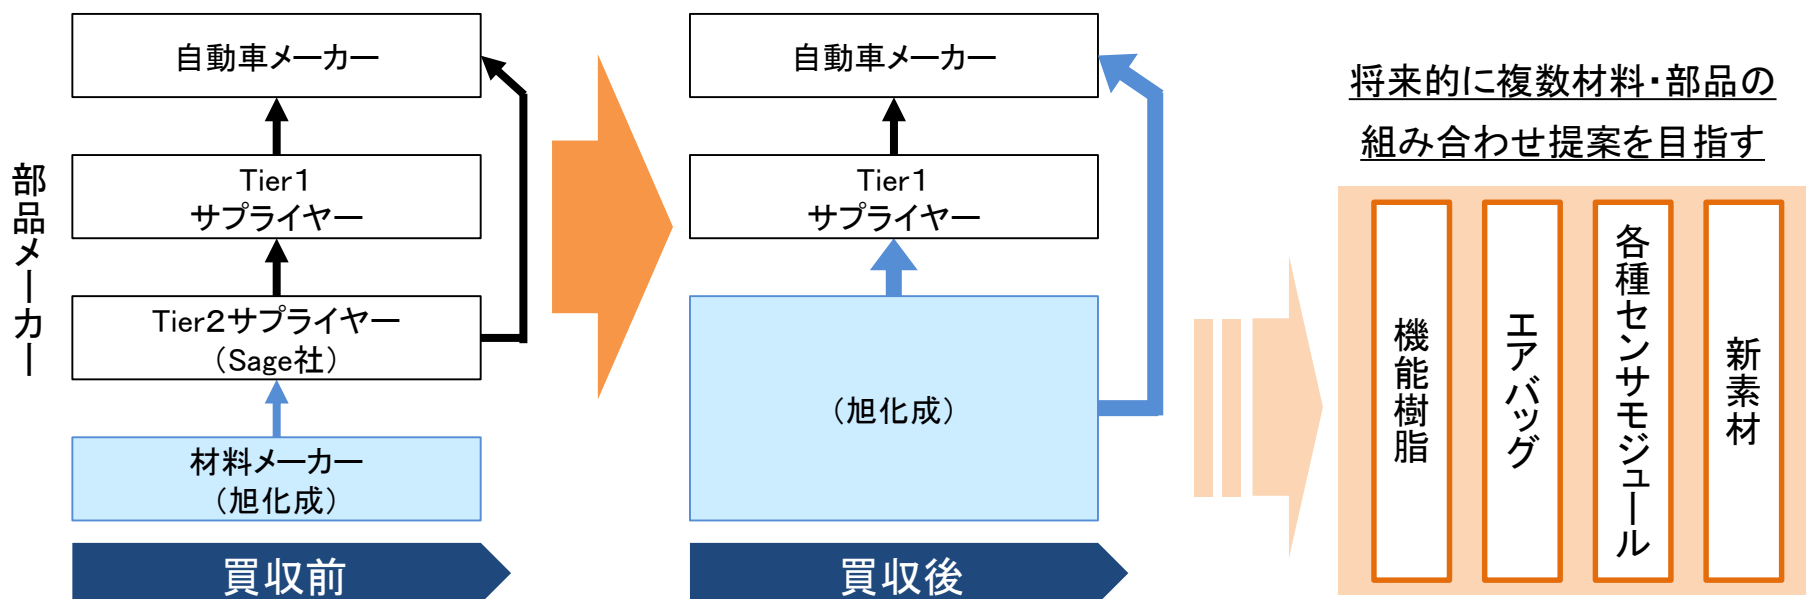 部品メーカー
自動車メーカー
Tier1
サプライヤー
Tier2サプライヤー
（Sage社）
材料メーカー
（旭化成）
買収前
自動車メーカー
Tier1
サプライヤー
（旭化成）
買収後
将来的に複数材料・部品の
組み合わせ提案を目指す
機能樹脂
エアバッグ
各種センサモジュール
新素材